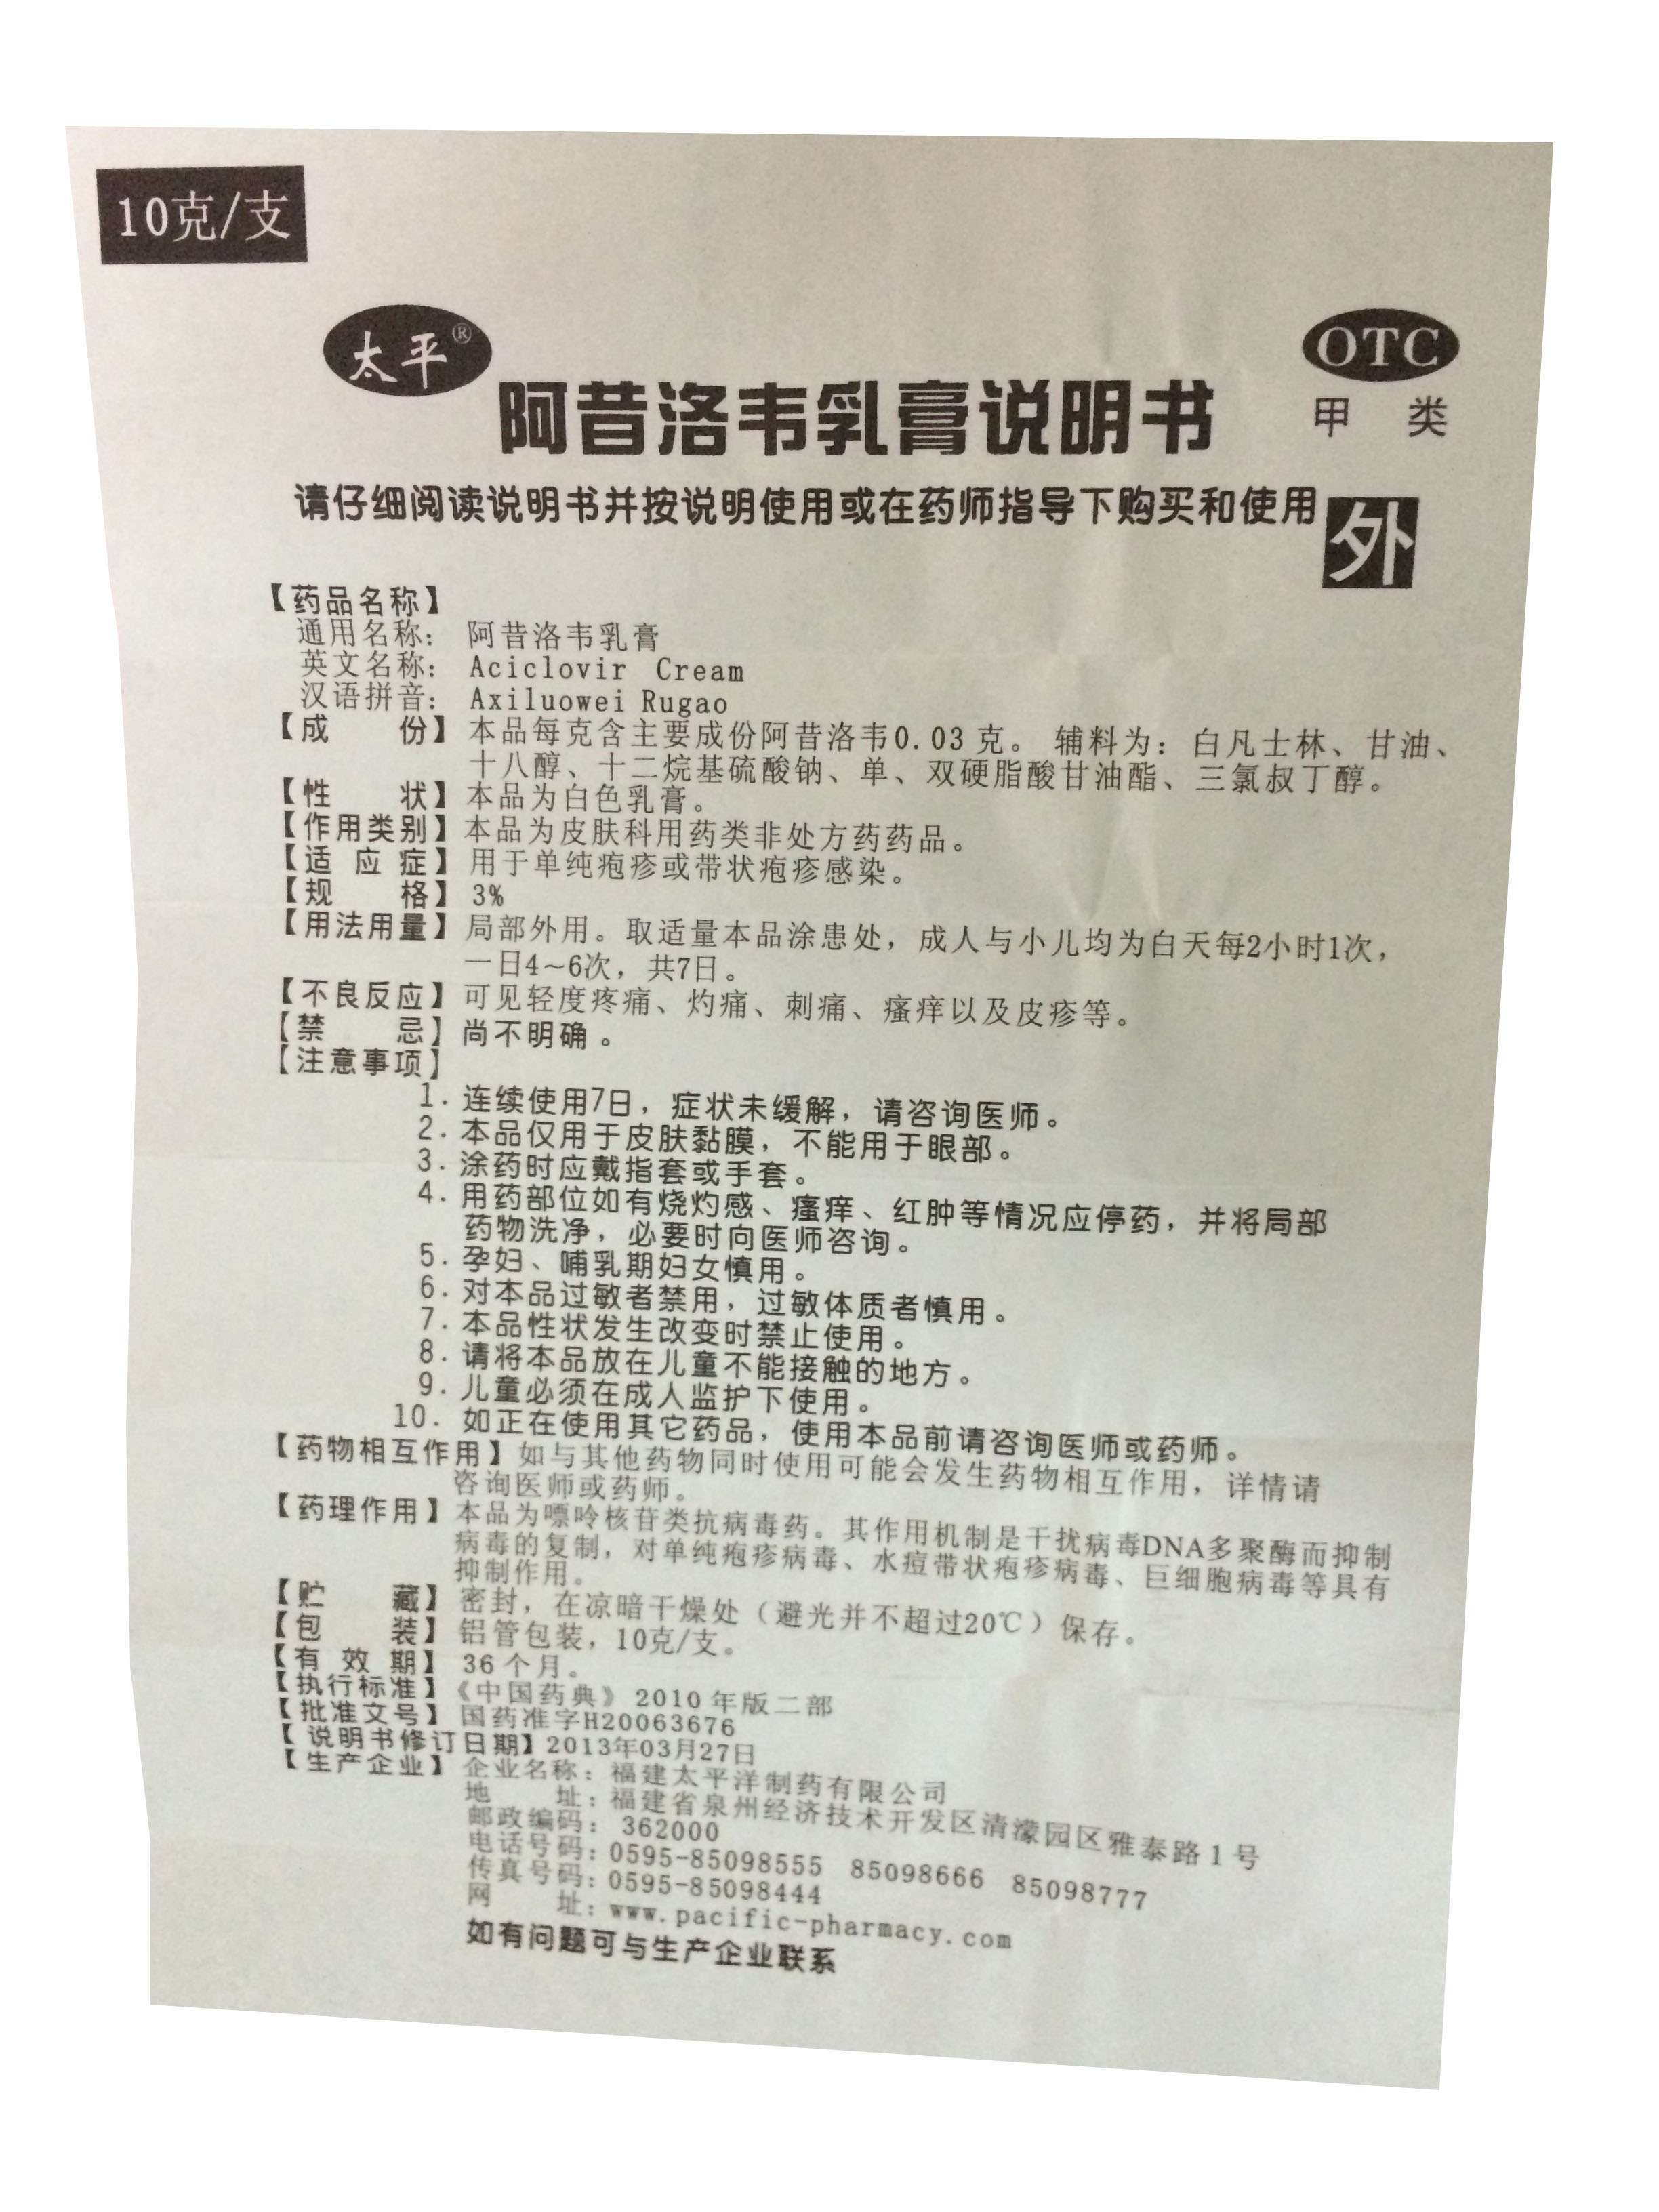 10克/支
太平®
OTC
阿昔洛韦乳膏说明书
甲 类
请仔细阅读说明书并按说明使用或在药师指导下购买和使用
外
【药品名称】
通用名称： 阿昔洛韦乳膏
英文名称： Aciclovir Cream
汉语拼音： Axiluowei Rugao
【成 份】 本品每克含主要成份阿昔洛韦0.03克。 辅料为：白凡士林、甘油、
十八醇、十二烷基硫酸钠、单、双硬脂酸甘油酯、三氯叔丁醇。
【性 状】 本品为白色乳膏。
【作用类别】 本品为皮肤科用药类非处方药药品。
【适 应 症】 用于单纯疱疹或带状疱疹感染。
【规 格】 3%
【用法用量】 局部外用。取适量本品涂患处，成人与小儿均为白天每2小时1次，
一日4～6次，共7日。
【不良反应】 可见轻度疼痛、灼痛、刺痛、瘙痒以及皮疹等。
【禁 忌】 尚不明确。
【注意事项】
1. 连续使用7日，症状未缓解，请咨询医师。
2. 本品仅用于皮肤黏膜，不能用于眼部。
3. 涂药时应戴指套或手套。
4. 用药部位如有烧灼感、瘙痒、红肿等情况应停药，并将局部
药物洗净，必要时向医师咨询。
5. 孕妇、哺乳期妇女慎用。
6. 对本品过敏者禁用，过敏体质者慎用。
7. 本品性状发生改变时禁止使用。
8. 请将本品放在儿童不能接触的地方。
9. 儿童必须在成人监护下使用。
10. 如正在使用其它药品，使用本品前请咨询医师或药师。
【药物相互作用】 如与其他药物同时使用可能会发生药物相互作用，详情请
咨询医师或药师。
【药理作用】 本品为嘌呤核苷类抗病毒药。其作用机制是干扰病毒DNA多聚酶而抑制
病毒的复制，对单纯疱疹病毒、水痘带状疱疹病毒、巨细胞病毒等具有
抑制作用。
【贮 藏】 密封，在凉暗干燥处（避光并不超过20℃）保存。
【包 装】 铝管包装，10克/支。
【有 效 期】 36个月。
【执行标准】 《中国药典》 2010年版二部
【批准文号】 国药准字H20063676
【说明书修订日期】 2013年03月27日
【生产企业】 企业名称：福建太平洋制药有限公司
地 址：福建省泉州经济技术开发区清濛园区雅泰路1号
邮政编码： 362000
电话号码：0595-85098555 85098666 85098777
传真号码：0595-85098444
网 址：www.pacific-pharmacy.com
如有问题可与生产企业联系